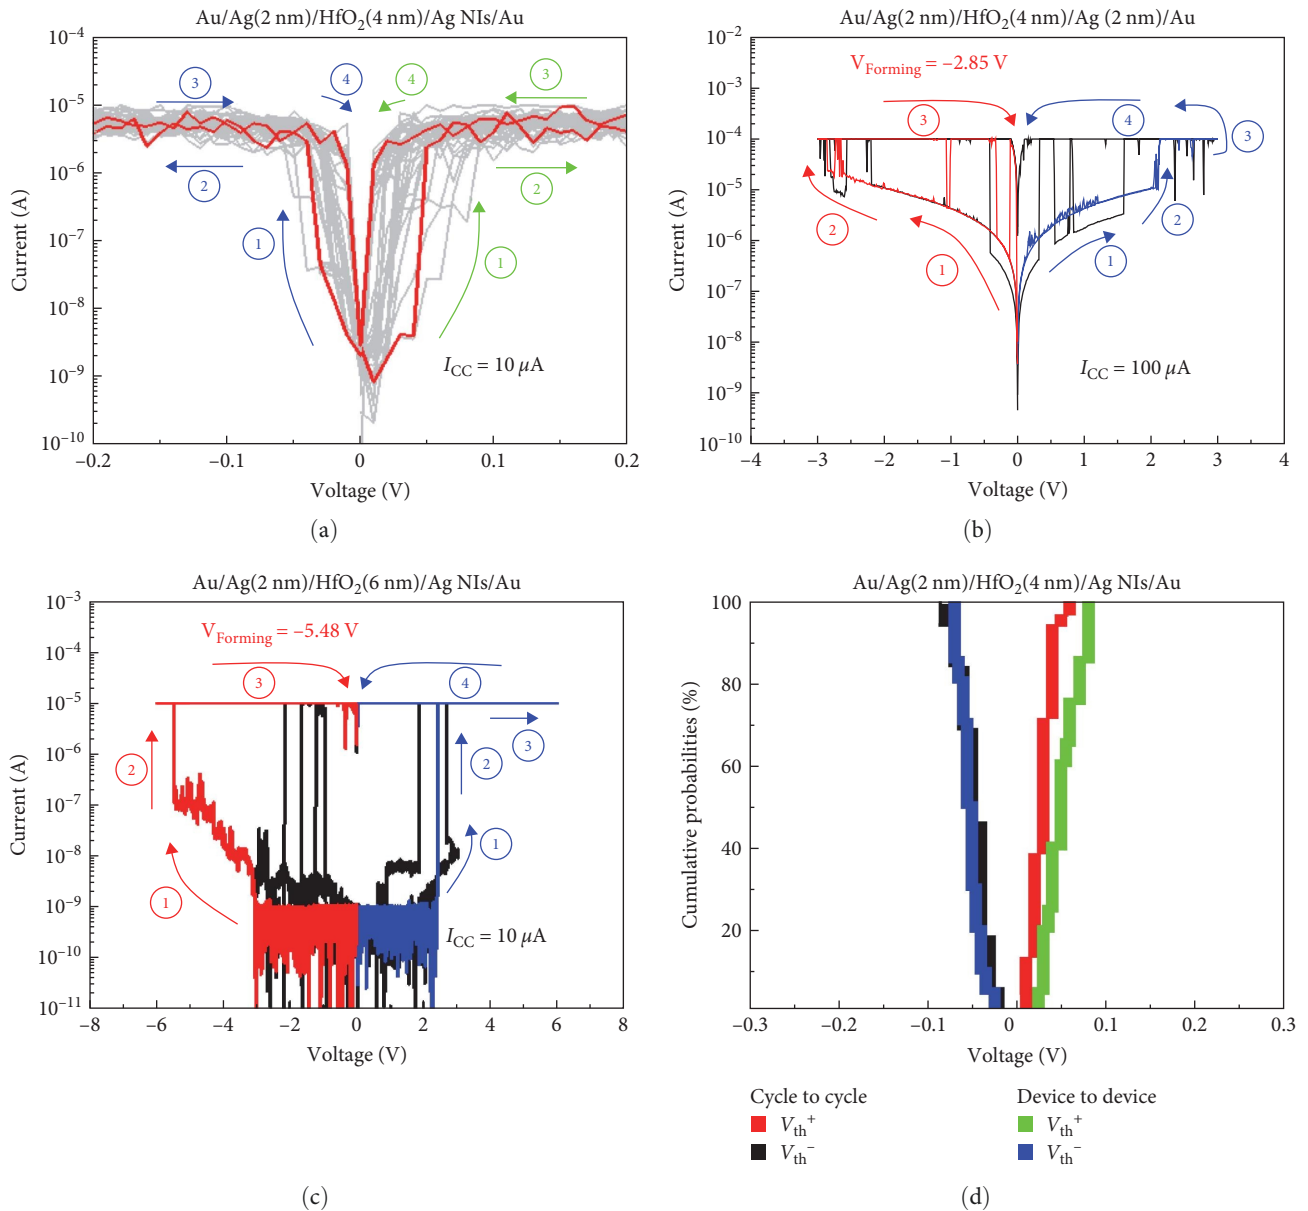 Au/Ag(2 nm)/HfO₂(4 nm)/Ag NIs/Au
10⁻⁴
10⁻⁵
10⁻⁶
10⁻⁷
10⁻⁸
10⁻⁹
10⁻¹⁰
Current (A)
3
4
4
3
2
2
1
1
I_CC = 10 μA
−0.2 −0.1 0 0.1 0.2
Voltage (V)
(a)
Au/Ag(2 nm)/HfO₂(4 nm)/Ag (2 nm)/Au
10⁻²
10⁻³
10⁻⁴
10⁻⁵
10⁻⁶
10⁻⁷
10⁻⁸
10⁻⁹
10⁻¹⁰
Current (A)
V_Forming = −2.85 V
3
4
3
2
2
1
1
I_CC = 100 μA
−4 −3 −2 −1 0 1 2 3 4
Voltage (V)
(b)
Au/Ag(2 nm)/HfO₂(6 nm)/Ag NIs/Au
10⁻³
10⁻⁴
10⁻⁵
10⁻⁶
10⁻⁷
10⁻⁸
10⁻⁹
10⁻¹⁰
10⁻¹¹
Current (A)
V_Forming = −5.48 V
3
4
3
2
2
1
1
I_CC = 10 μA
−8 −6 −4 −2 0 2 4 6 8
Voltage (V)
(c)
Au/Ag(2 nm)/HfO₂(4 nm)/Ag NIs/Au
100
80
60
40
20
Cumulative probabilities (%)
−0.3 −0.2 −0.1 0 0.1 0.2 0.3
Voltage (V)
Cycle to cycle
V_th⁺
V_th⁻
Device to device
V_th⁺
V_th⁻
(d)